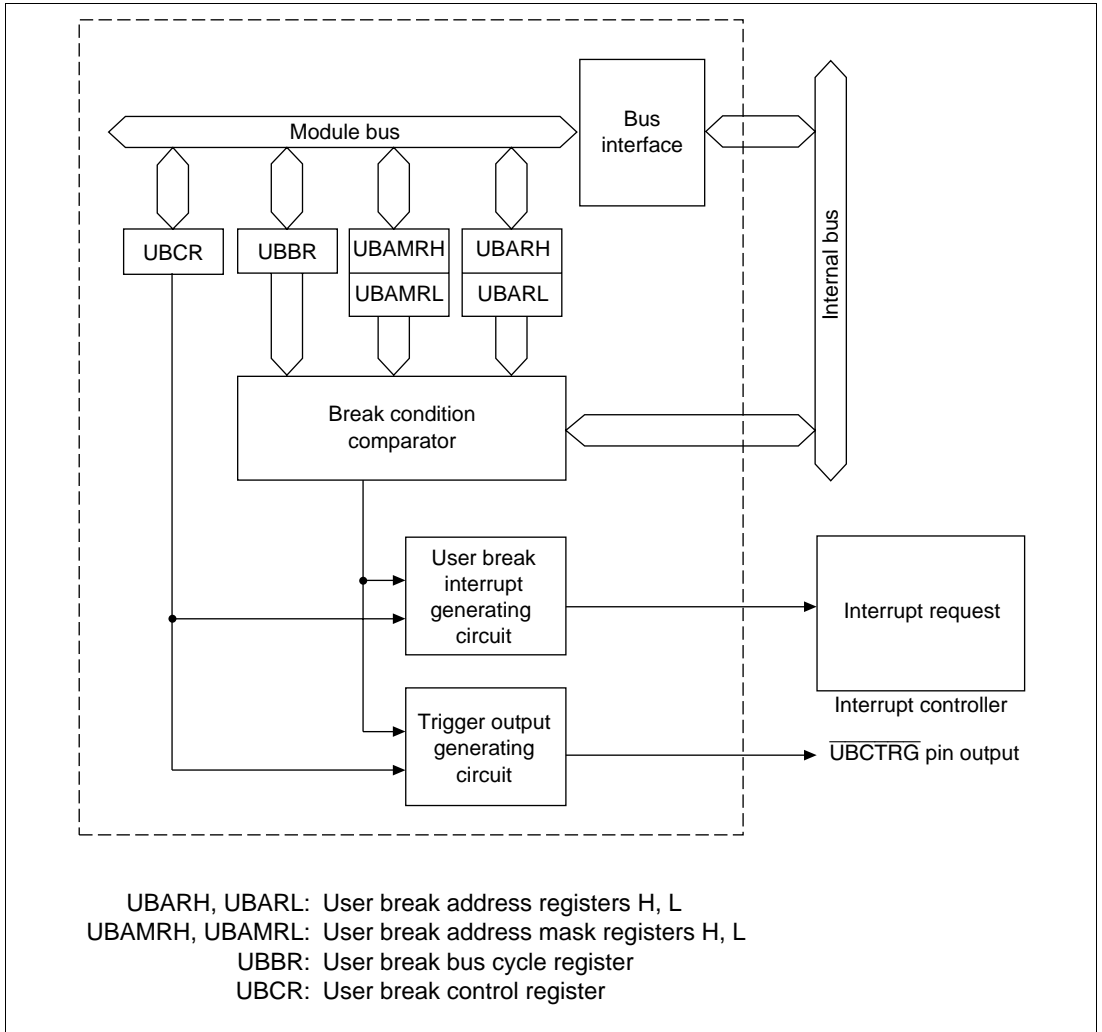 Bus
interface
Module bus
Internal bus
UBCR
UBBR
UBAMRH
UBAMRL
UBARH
UBARL
Break condition
comparator
User break
interrupt
generating
circuit
Interrupt request
Interrupt controller
Trigger output
generating
circuit
UBCTRG pin output
UBARH, UBARL: User break address registers H, L
UBAMRH, UBAMRL: User break address mask registers H, L
UBBR: User break bus cycle register
UBCR: User break control register